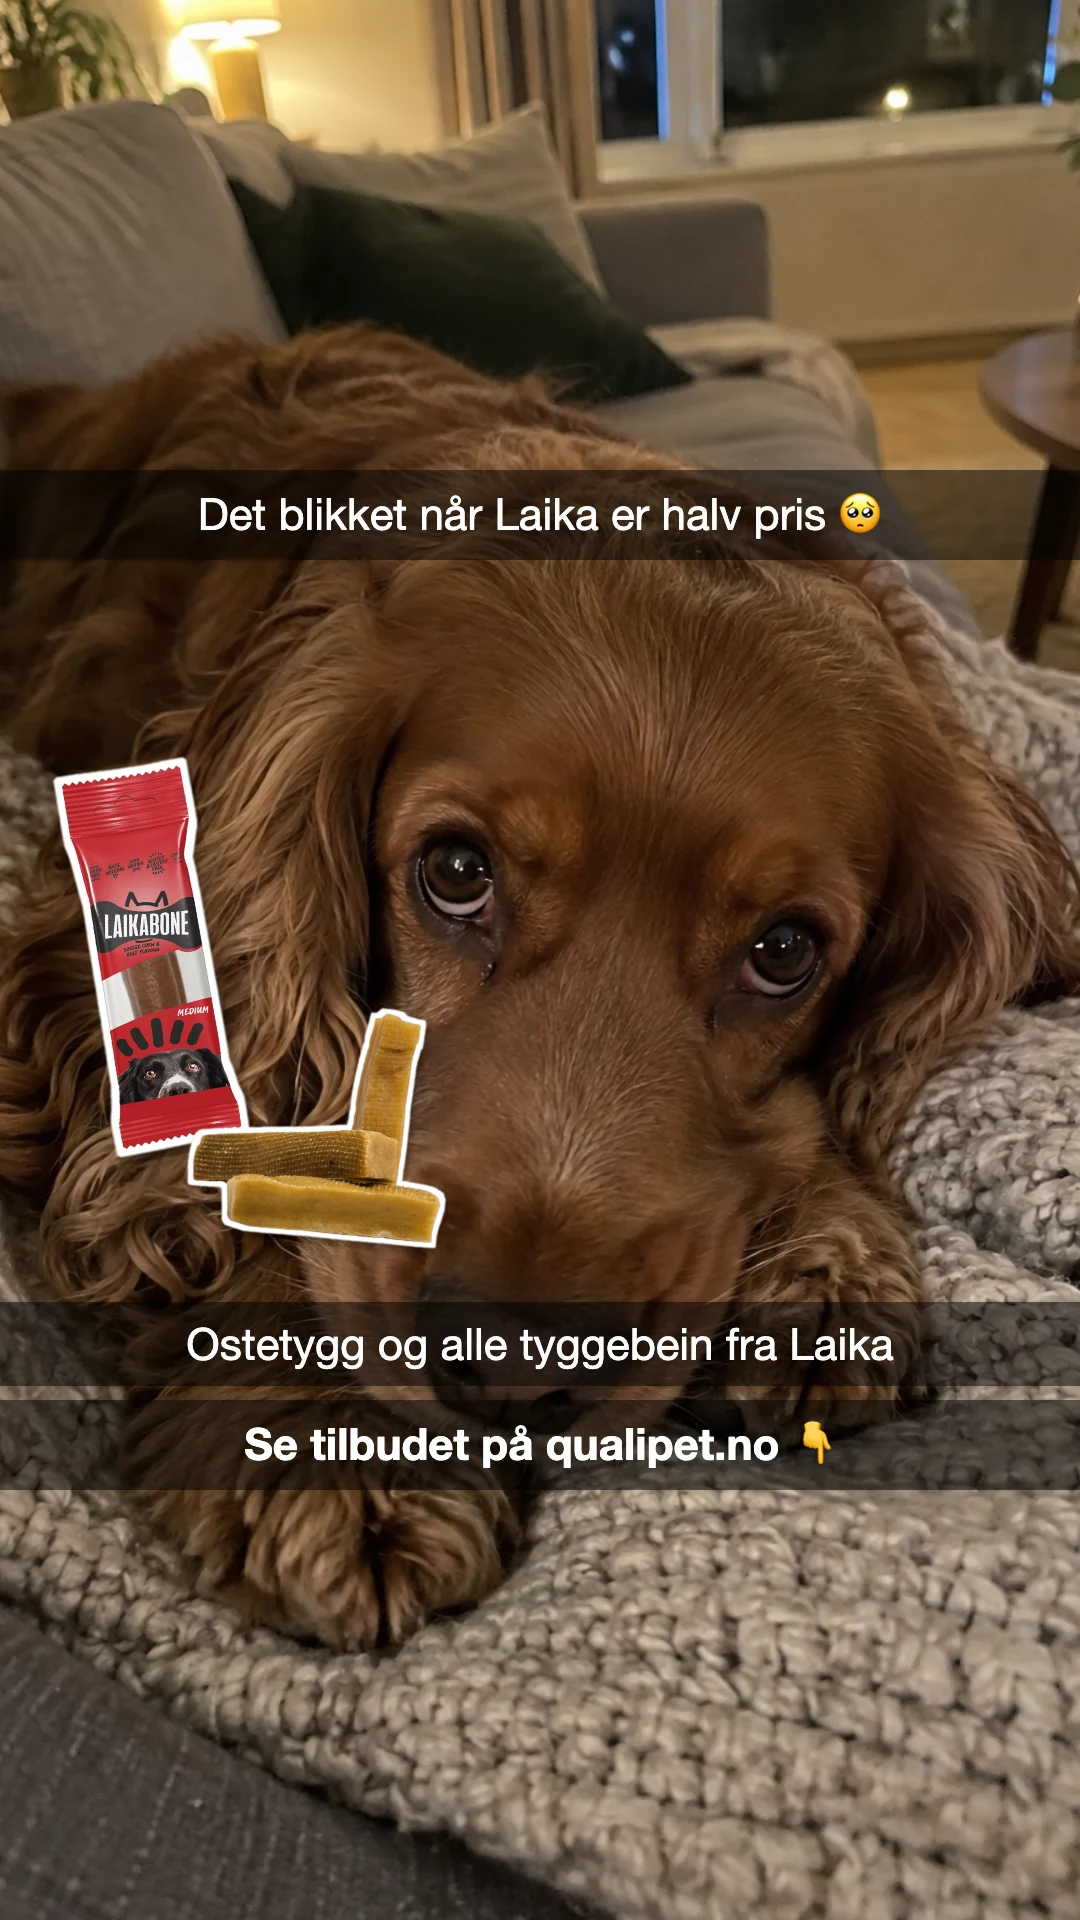 Det blikket når Laika er halv pris 🥺
LAIKABONE
MEDIUM
Ostetygg og alle tyggebein fra Laika
Se tilbudet på qualipet.no 👇